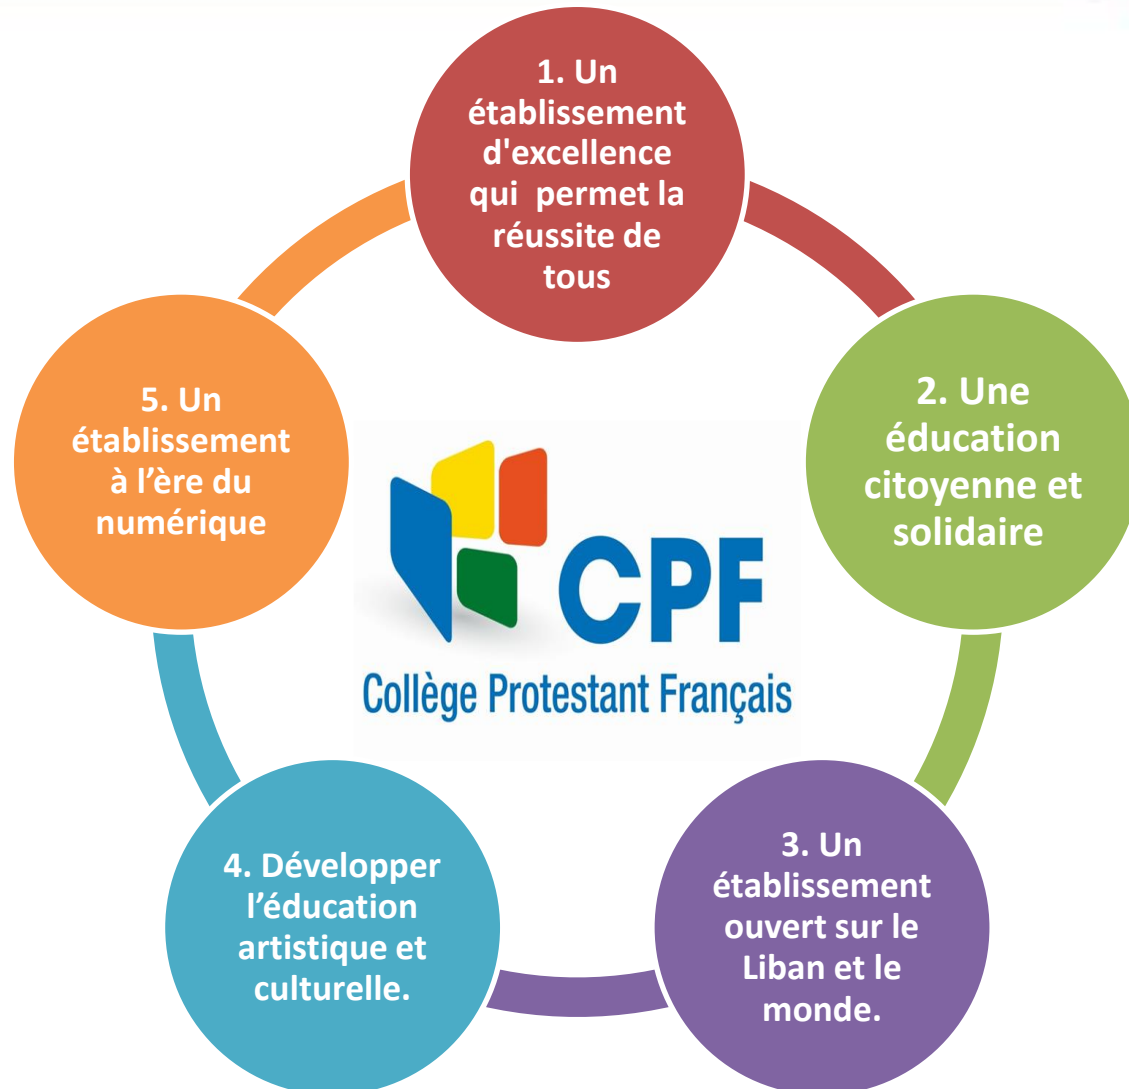 1. Un
établissement
d'excellence
qui  permet la
réussite de
tous
2. Une
éducation
citoyenne et
solidaire
3. Un
établissement
ouvert sur le
Liban et le
monde.
4. Développer
l’éducation
artistique et
culturelle.
5. Un
établissement
à l’ère du
numérique
CPF
Collège Protestant Français